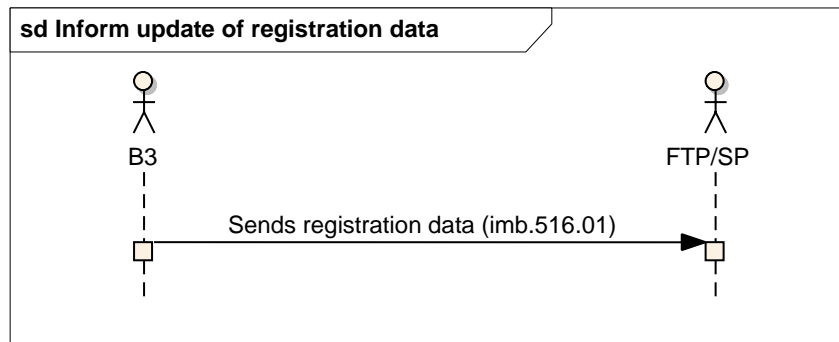 sd Inform update of registration data
B3
FTP/SP
Sends registration data (imb.516.01)